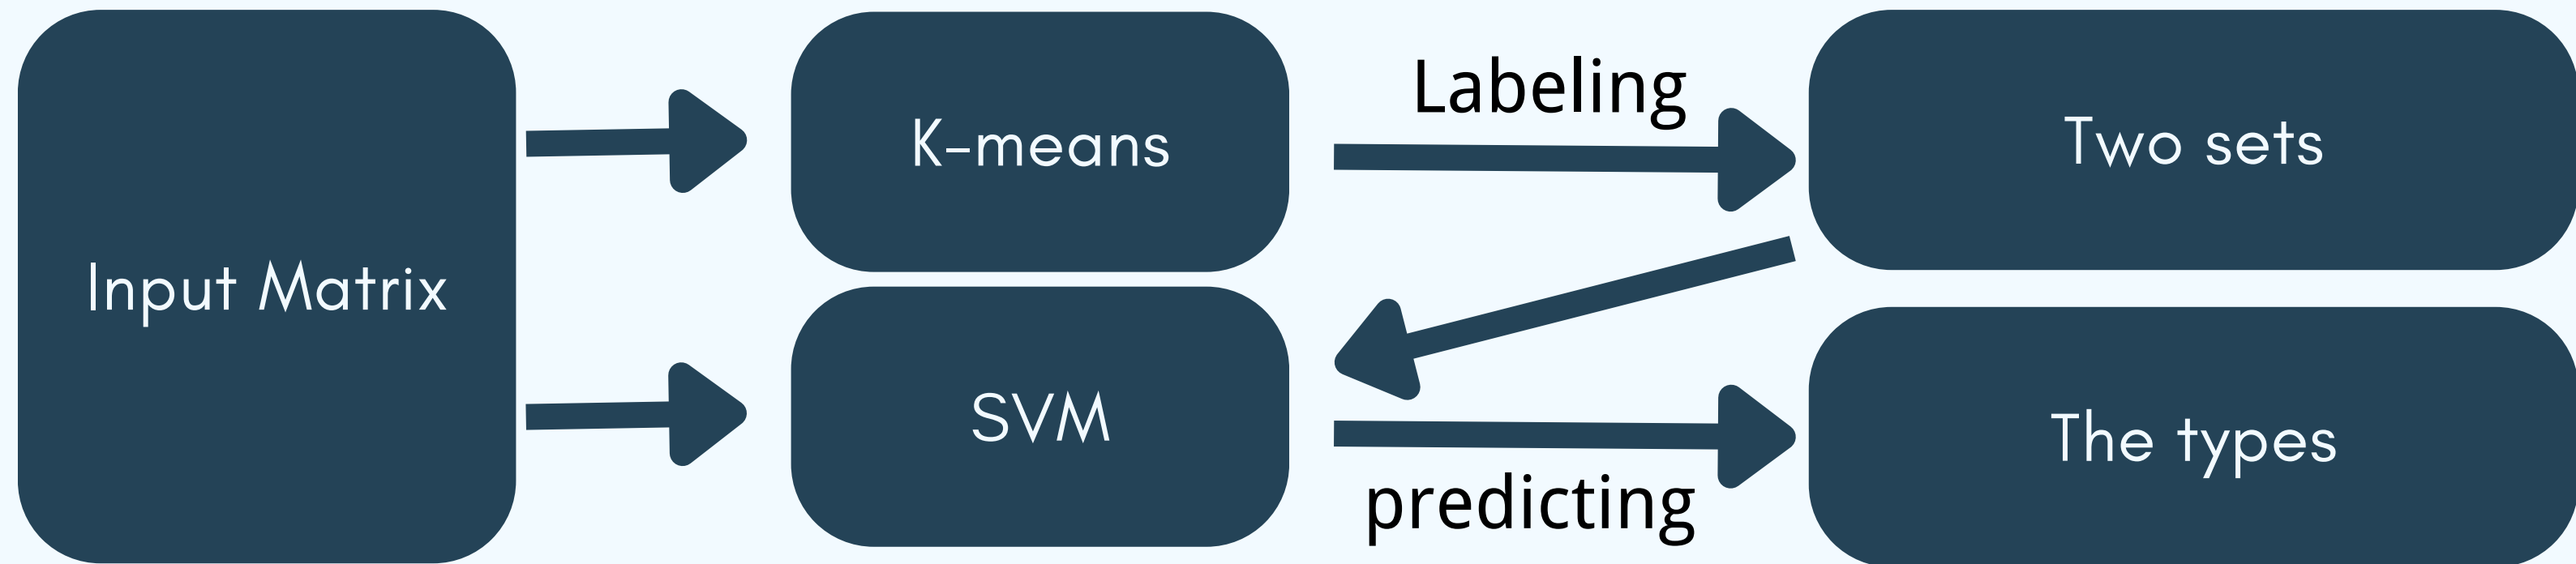 Input Matrix
K-means
Labeling
Two sets
SVM
predicting
The types